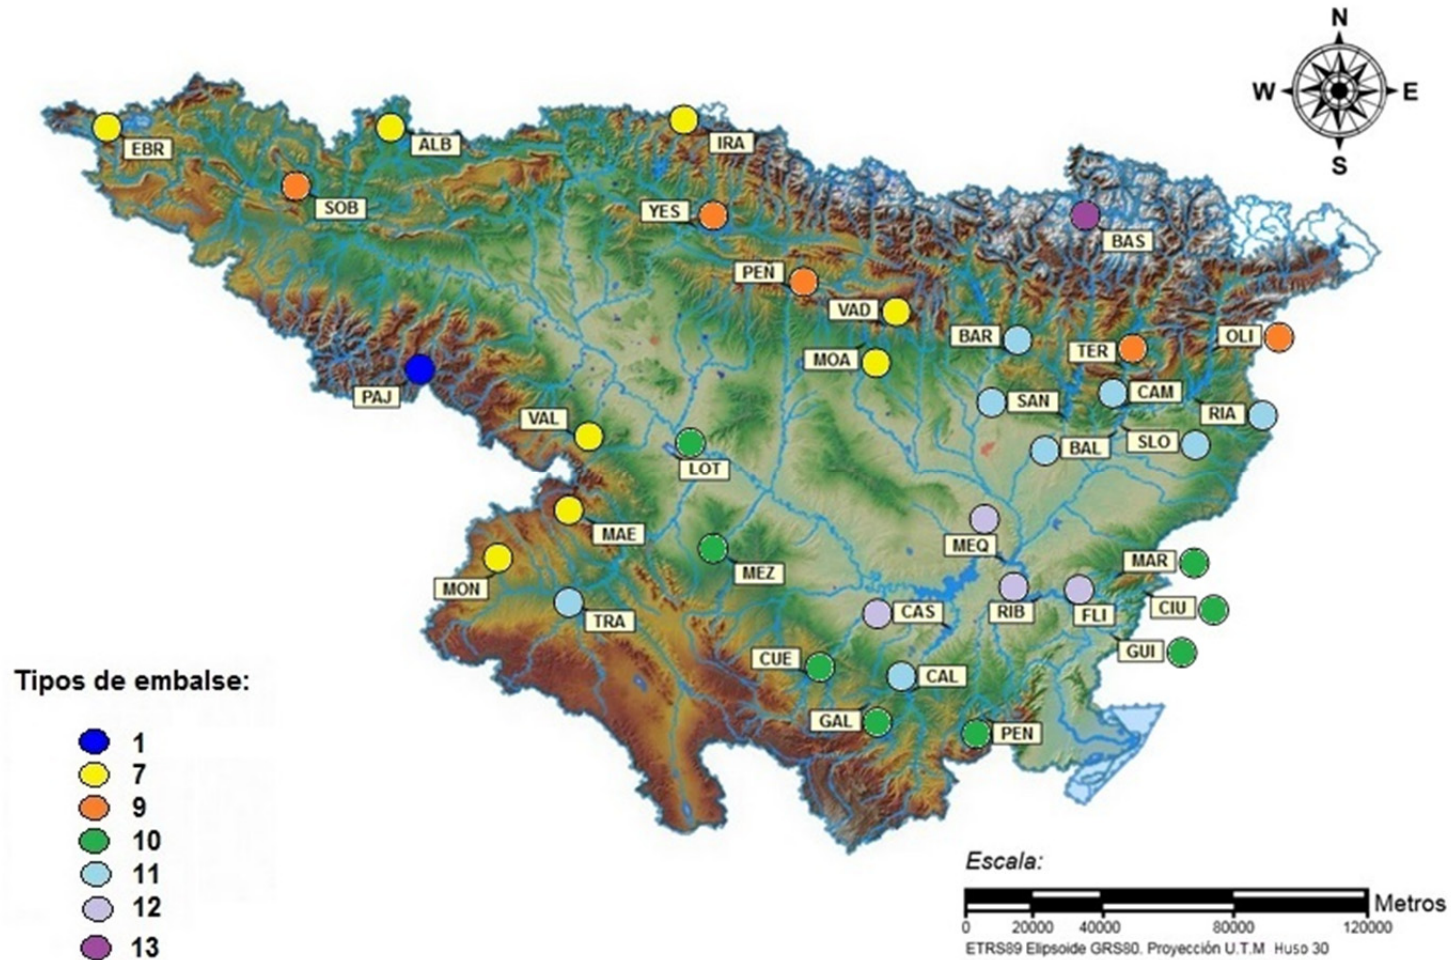 N
W
E
S
EBR
ALB
IRA
SOB
YES
BAS
PEÑ
VAD
BAR
TER
OLI
MOA
PAJ
SAN
CAM
RIA
VAL
LOT
BAL
SLO
MAE
MEQ
MEZ
MAR
MON
TRA
CAS
RIB
FLI
CIU
CUE
CAL
GUI
GAL
PEN
Tipos de embalse:
1
7
9
10
11
12
13
Escala:
Metros
0 20000 40000 80000 120000
ETRS89 Elipsoide GRS80. Proyección U.T.M Huso 30